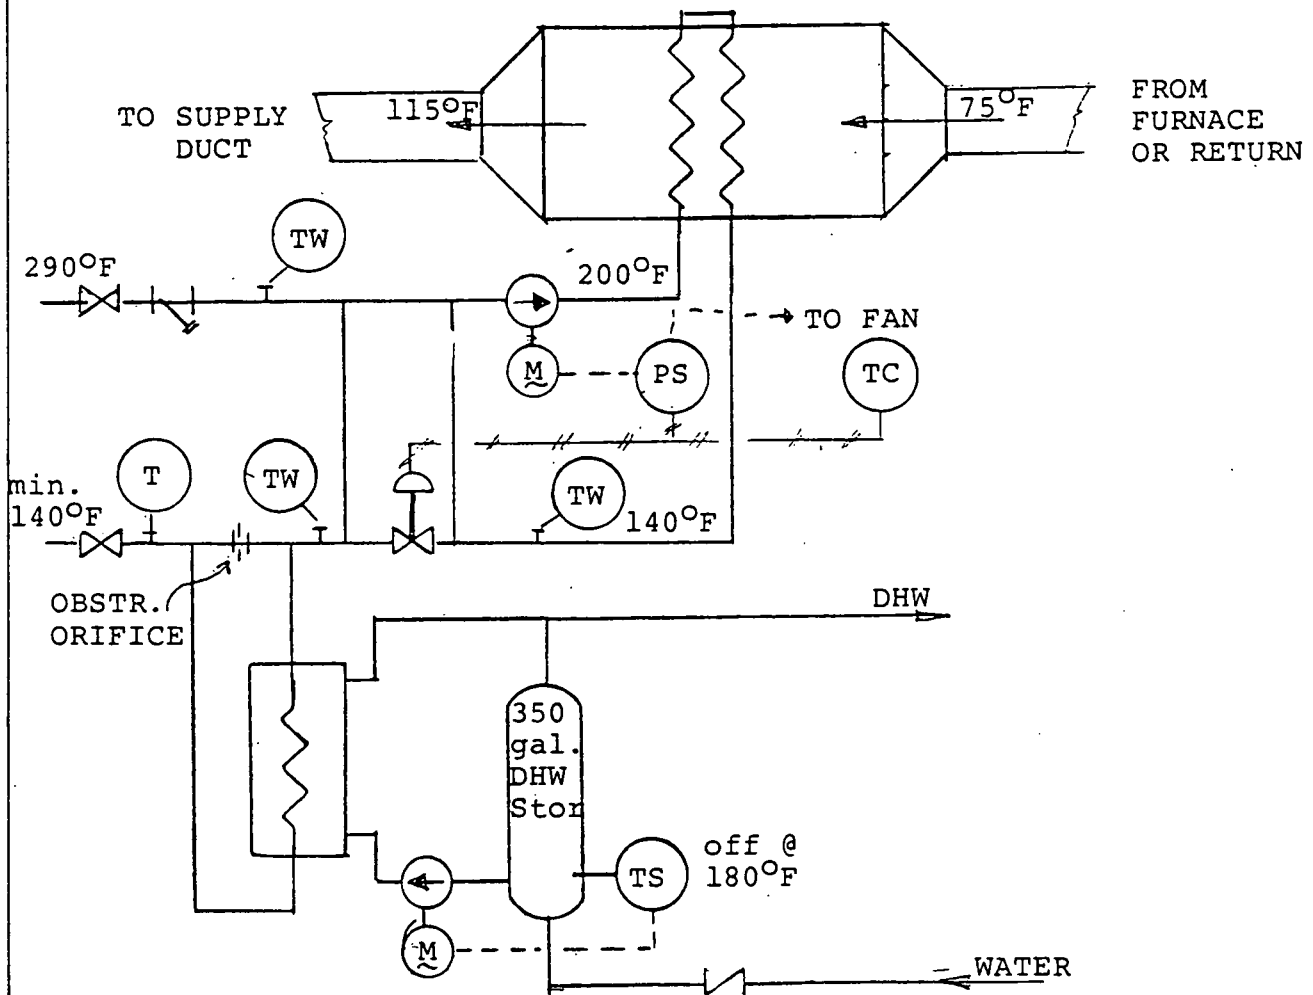 TO SUPPLY
DUCT
115°F
75°F
FROM
FURNACE
OR RETURN
TW
290°F
200°F
TO FAN
M
PS
TC
T
TW
TW
min.
140°F
140°F
OBSTR.
ORIFICE
DHW
350
gal.
DHW
Stor
TS
off @
180°F
M
WATER